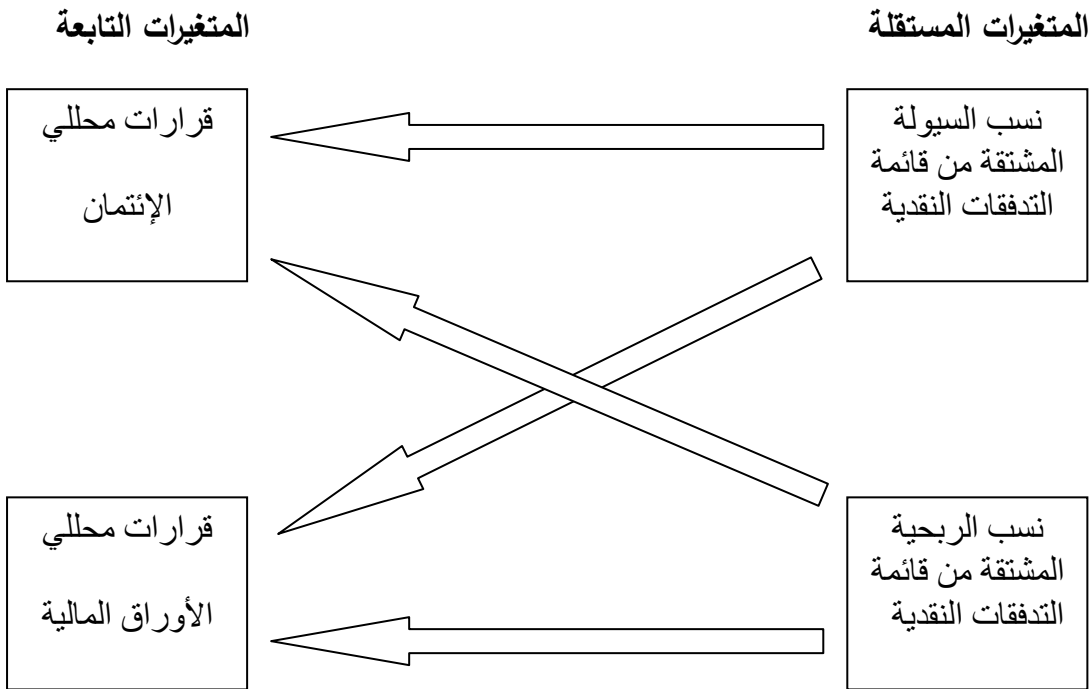 المتغيرات المستقلة
المتغيرات التابعة
نسب السيولة
المشتقة من قائمة
التدفقات النقدية
قرارات محللي
الإئتمان
نسب الربحية
المشتقة من قائمة
التدفقات النقدية
قرارات محللي
الأوراق المالية